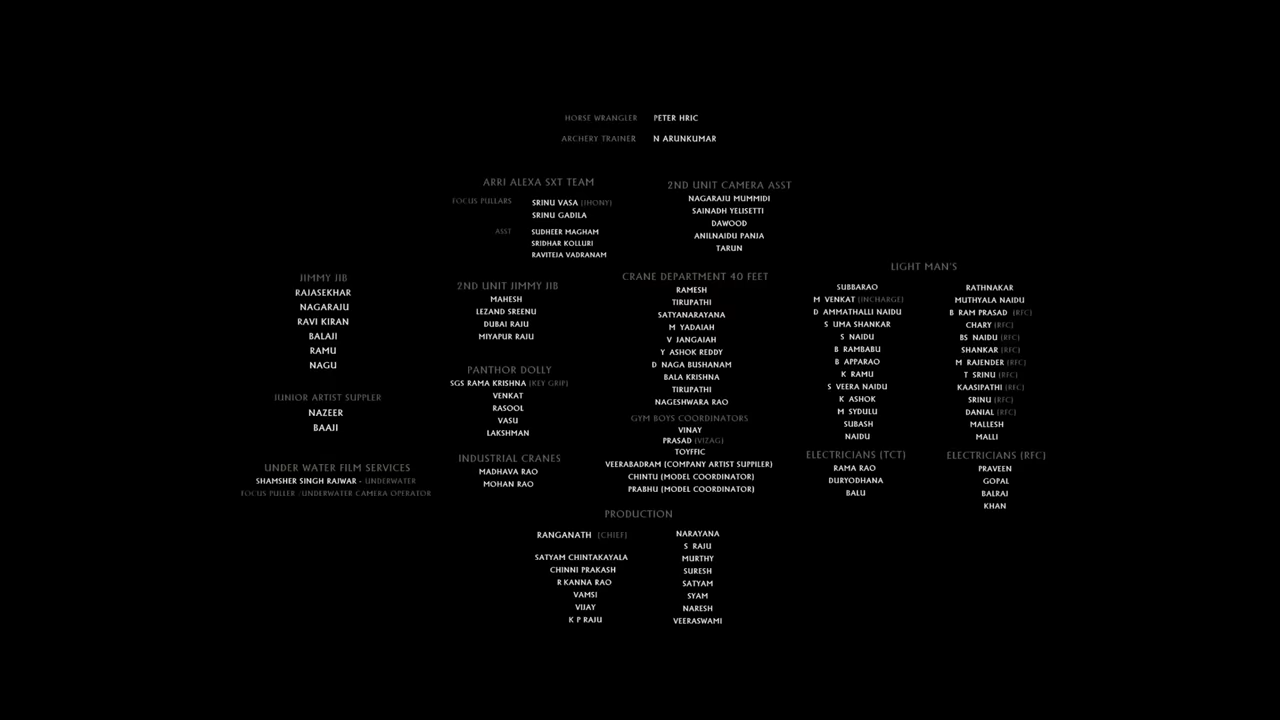 HORSE WRANGLER PETER HRIC
ARCHERY TRAINER N ARUNKUMAR
ARRI ALEXA SXT TEAM
FOCUS PULLARS SRINU VASA (JHONY)
SRINU GADILA
ASST SUDHEER MAGHAM
SRIDHAR KOLLURI
RAVITEJA VADRANAM
2ND UNIT CAMERA ASST
NAGARAJU MUMMIDI
SAINADH YELISETTI
DAWOOD
ANILNAIDU PANJA
TARUN
JIMMY JIB
RAJASEKHAR
NAGARAJU
RAVI KIRAN
BALAJI
RAMU
NAGU
JUNIOR ARTIST SUPPLER
NAZEER
BAAJI
UNDER WATER FILM SERVICES
SHAMSHER SINGH RAJWAR - UNDERWATER
FOCUS PULLER /UNDERWATER CAMERA OPERATOR
2ND UNIT JIMMY JIB
MAHESH
LEZAND SREENU
DUBAI RAJU
MIYAPUR RAJU
PANTHOR DOLLY
SGS RAMA KRISHNA (KEY GRIP)
VENKAT
RASOOL
VASU
LAKSHMAN
INDUSTRIAL CRANES
MADHAVA RAO
MOHAN RAO
CRANE DEPARTMENT 40 FEET
RAMESH
TIRUPATHI
SATYANARAYANA
M YADAIAH
V JANGAIAH
Y ASHOK REDDY
D NAGA BUSHANAM
BALA KRISHNA
TIRUPATHI
NAGESHWARA RAO
GYM BOYS COORDINATORS
VINAY
PRASAD (VIZAG)
TOYFFIC
VEERABADRAM (COMPANY ARTIST SUPPILER)
CHINTU (MODEL COORDINATOR)
PRABHU (MODEL COORDINATOR)
LIGHT MAN'S
SUBBARAO
M VENKAT (INCHARGE)
D AMMATHALLI NAIDU
S UMA SHANKAR
S NAIDU
B RAMBABU
B APPARAO
K RAMU
S VEERA NAIDU
K ASHOK
M SYDULU
SUBASH
NAIDU
RATHNAKAR
MUTHYALA NAIDU
B RAM PRASAD (RFC)
CHARY (RFC)
BS NAIDU (RFC)
SHANKAR (RFC)
M RAJENDER (RFC)
T SRINU (RFC)
KAASIPATHI (RFC)
SRINU (RFC)
DANIAL (RFC)
MALLESH
MALLI
ELECTRICIANS (TCT)
RAMA RAO
DURYODHANA
BALU
ELECTRICIANS (RFC)
PRAVEEN
GOPAL
BALRAJ
KHAN
PRODUCTION
RANGANATH (CHIEF)
SATYAM CHINTAKAYALA
CHINNI PRAKASH
R KANNA RAO
VAMSI
VIJAY
K P RAJU
NARAYANA
S RAJU
MURTHY
SURESH
SATYAM
SYAM
NARESH
VEERASWAMI